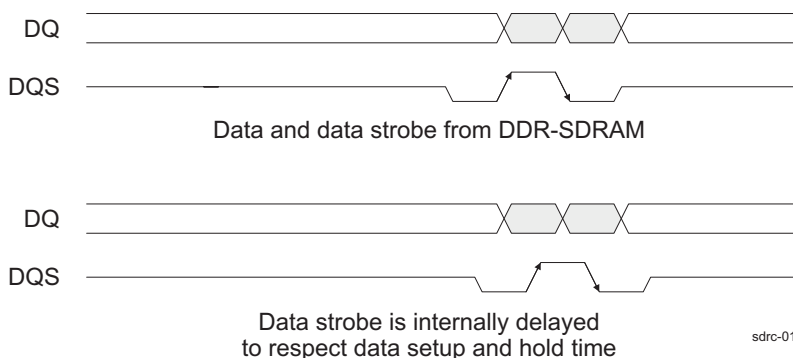 DQ
DQS
Data and data strobe from DDR-SDRAM
DQ
DQS
Data strobe is internally delayed
to respect data setup and hold time
sdrc-01